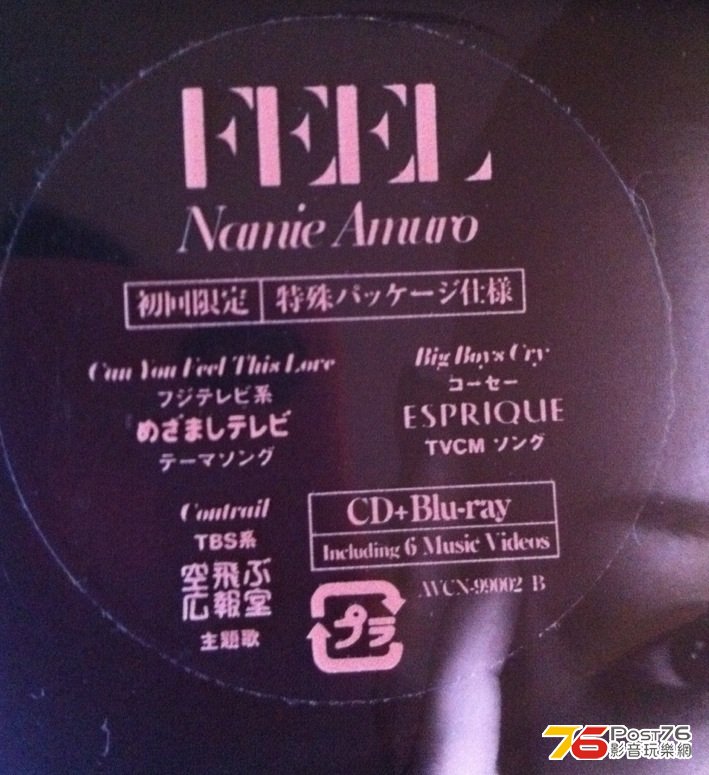 FEEL
Namie Amuro
初回限定 特殊パッケージ仕様
Can You Feel This Love
フジテレビ系
めざましテレビ
テーマソング
Big Boys Cry
コーセー
ESPRIQUE
TVCM ソング
Contrail
TBS系
空飛ぶ
広報室
主題歌
CD+Blu-ray
Including 6 Music Videos
AVCN-99002/B
プラ
76 POST76
影音玩樂網